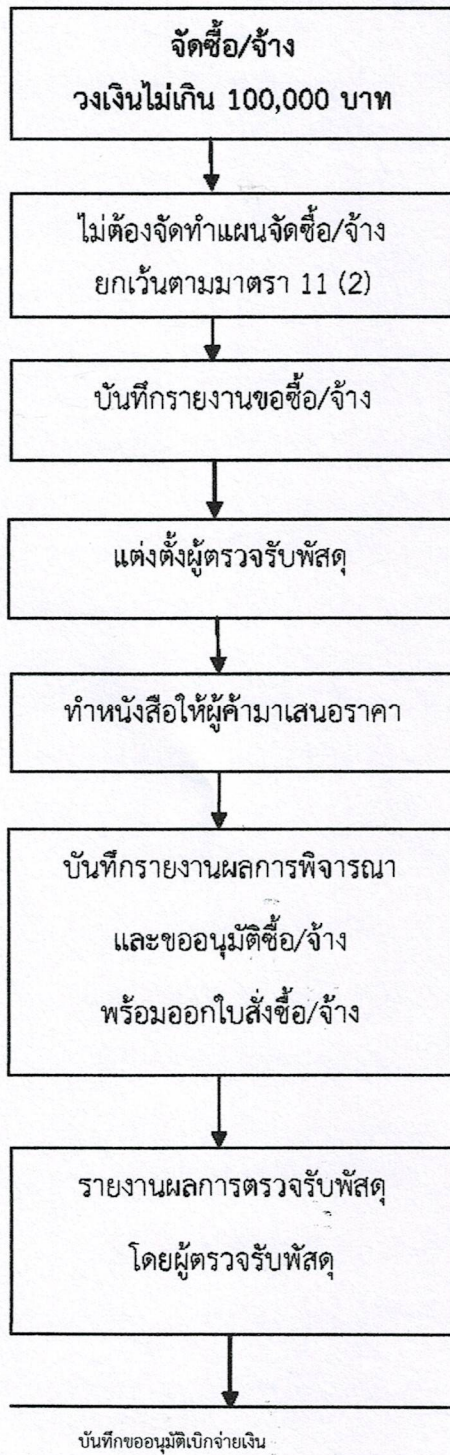 จัดซื้อ/จ้าง
วงเงินไม่เกิน 100,000 บาท
ไม่ต้องจัดทำแผนจัดซื้อ/จ้าง
ยกเว้นตามมาตรา 11 (2)
บันทึกรายงานขอซื้อ/จ้าง
แต่งตั้งผู้ตรวจรับพัสดุ
ทำหนังสือให้ผู้ค้ามาเสนอราคา
บันทึกรายงานผลการพิจารณา
และขออนุมัติซื้อ/จ้าง
พร้อมออกใบสั่งซื้อ/จ้าง
รายงานผลการตรวจรับพัสดุ
โดยผู้ตรวจรับพัสดุ
บันทึกขออนุมัติเบิกจ่ายเงิน